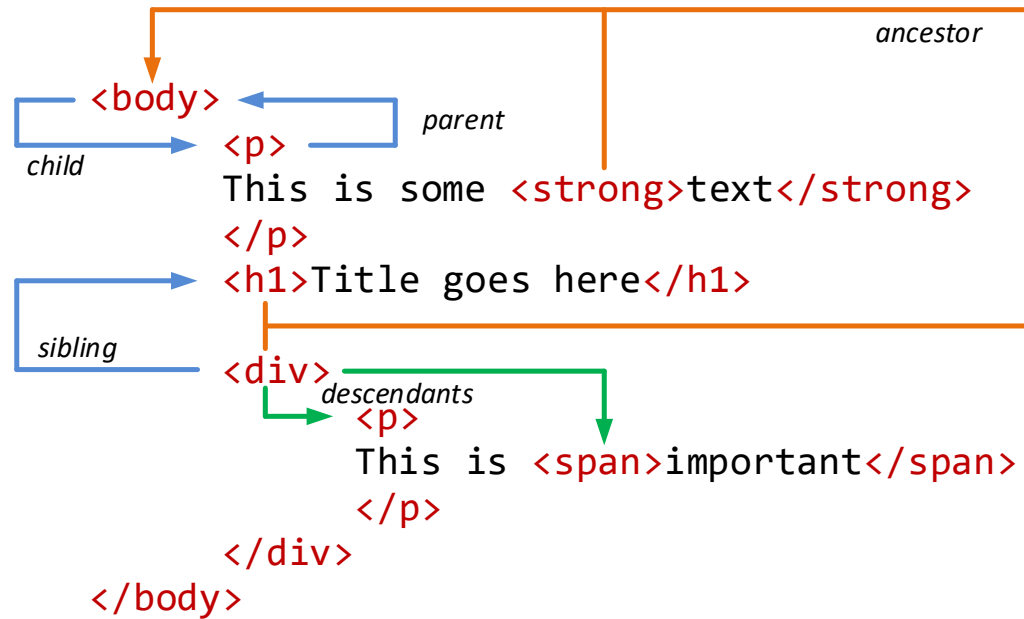 ancestor
<body>
parent
<p>
child
This is some <strong>text</strong>
</p>
<h1>Title goes here</h1>
sibling
<div>
descendants
<p>
This is <span>important</span>
</p>
</div>
</body>